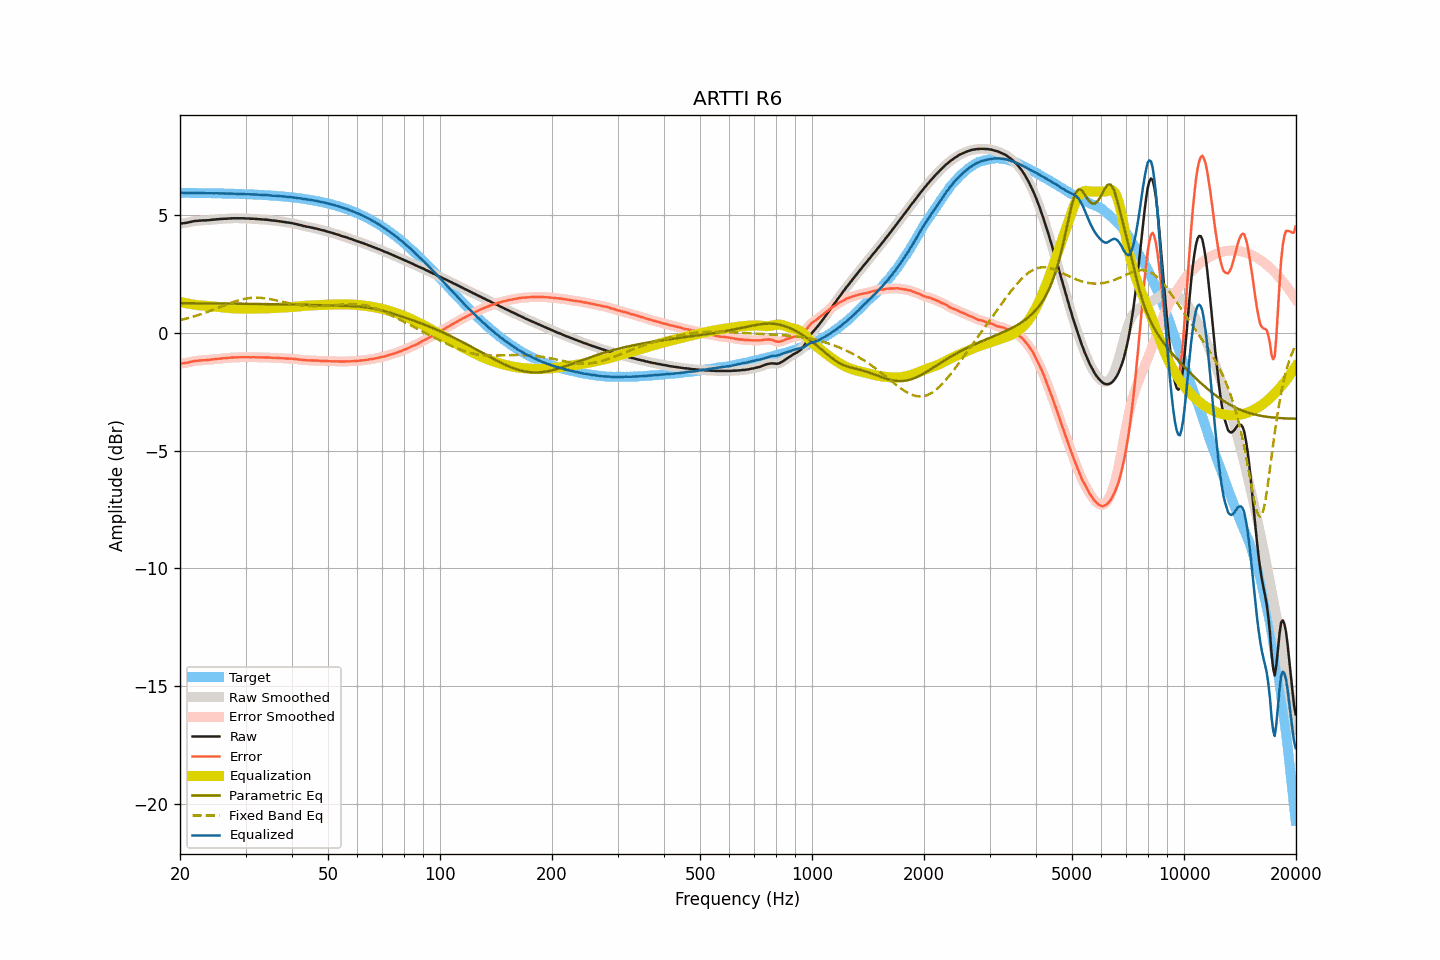 ARTTI R6
Amplitude (dBr)
5
0
−5
−10
−15
−20
Target
Raw Smoothed
Error Smoothed
Raw
Error
Equalization
Parametric Eq
Fixed Band Eq
Equalized
20 50 100 200 500 1000 2000 5000 10000 20000
Frequency (Hz)